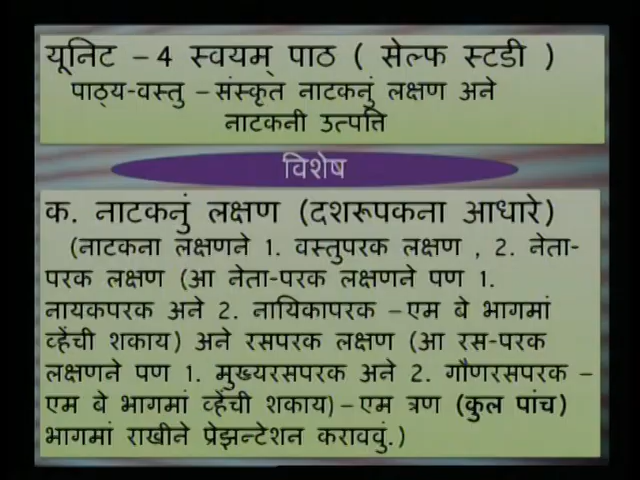 यूनिट – 4 स्वयम् पाठ ( सेल्फ स्टडी )
पाठ्य-वस्तु – संस्कृत नाटकनुं लक्षण अने
नाटकनी उत्पत्ति
विशेष
क. नाटकनुं लक्षण (दशरूपकना आधारे)
(नाटकना लक्षणने 1. वस्तुपरक लक्षण , 2. नेता-
परक लक्षण (आ नेता-परक लक्षणने पण 1.
नायकपरक अने 2. नायिकापरक – एम बे भागमां
व्हेंची शकाय) अने रसपरक लक्षण (आ रस-परक
लक्षणने पण 1. मुख्यरसपरक अने 2. गौणरसपरक –
एम बे भागमां व्हेंची शकाय) – एम त्रण (कुल पांच)
भागमां राखीने प्रेझन्टेशन कराववुं.)